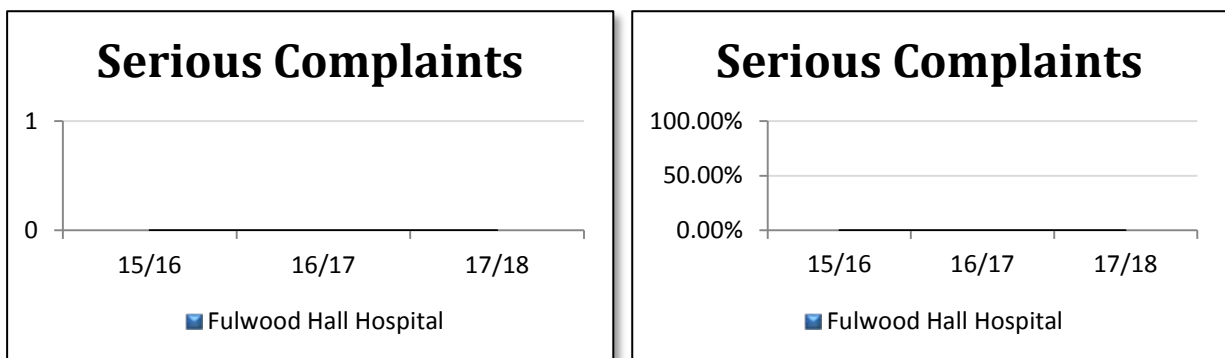 Serious Complaints
1
0
15/16 16/17 17/18
Fulwood Hall Hospital
Serious Complaints
100.00%
50.00%
0.00%
15/16 16/17 17/18
Fulwood Hall Hospital